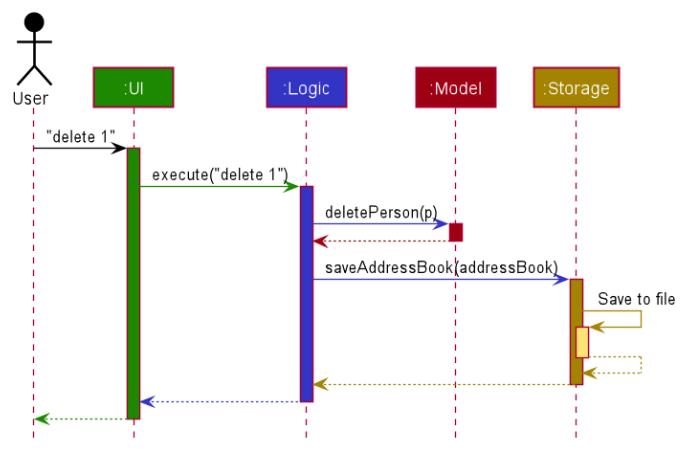 User
:UI
:Logic
:Model
:Storage
"delete 1"
execute("delete 1")
deletePerson(p)
saveAddressBook(addressBook)
Save to file